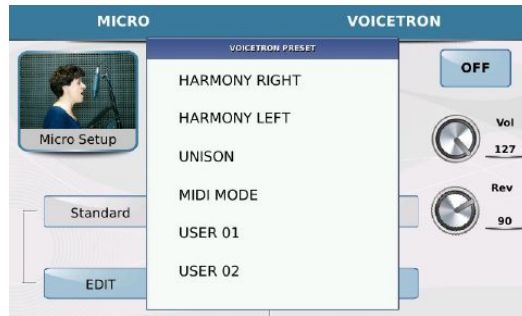 MICRO VOICETRON
VOICETRON PRESET
HARMONY RIGHT
OFF
HARMONY LEFT
Vol
127
Micro Setup
UNISON
MIDI MODE
Rev
90
Standard
USER 01
USER 02
EDIT